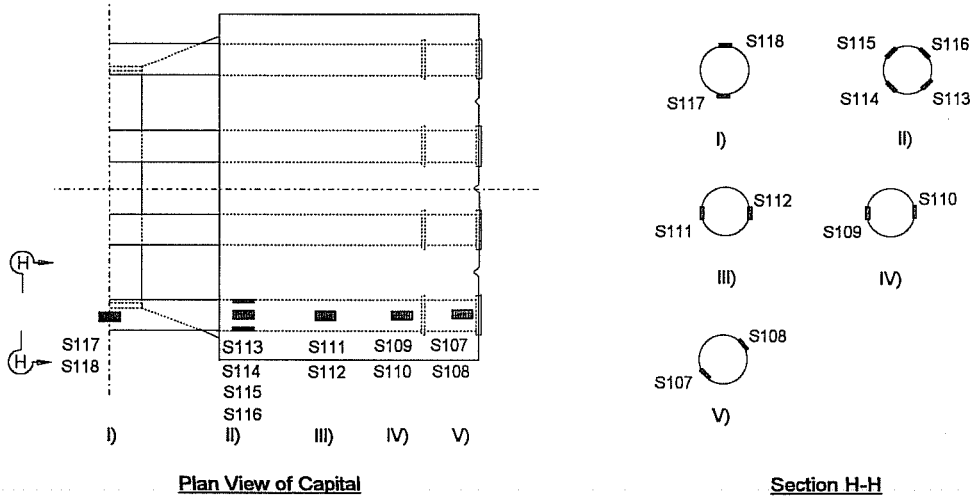 S118
S117
I)
S115
S116
S114
S113
II)
S112
S111
III)
S110
S109
IV)
S108
S107
V)
H
H
S117
S118
S113
S114
S115
S116
S111
S112
S109
S110
S107
S108
I)
II)
III)
IV)
V)
Plan View of Capital
Section H-H